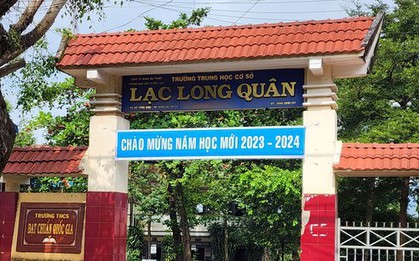 TRƯỜNG TRUNG HỌC CƠ SỞ
LẠC LONG QUÂN
CHÀO MỪNG NĂM HỌC MỚI 2023 - 2024
TRƯỜNG THCS
ĐẠT CHUẨN QUỐC GIA